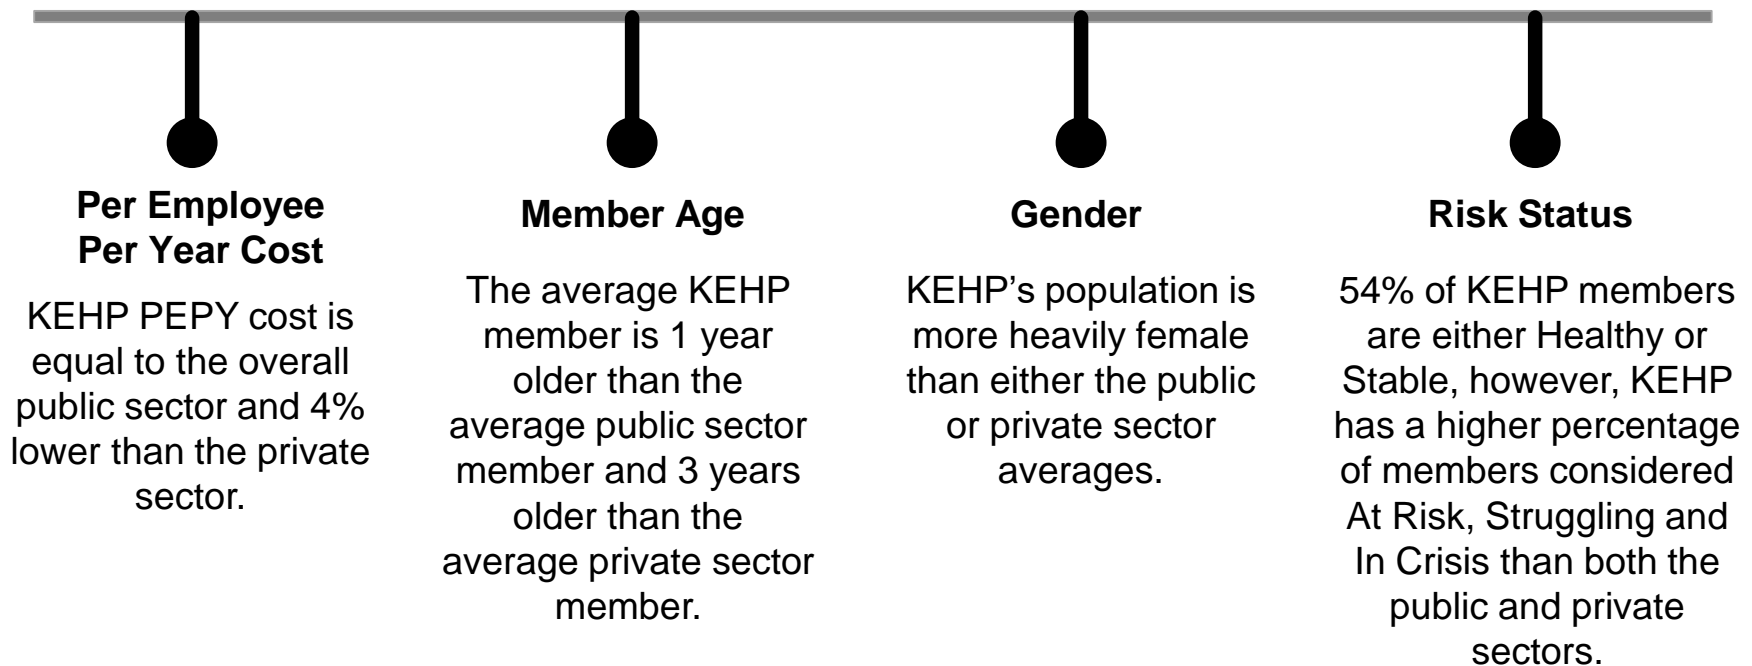 Per Employee
Per Year Cost
KEHP PEPY cost is
equal to the overall
public sector and 4%
lower than the private
sector.
Member Age
The average KEHP
member is 1 year
older than the
average public sector
member and 3 years
older than the
average private sector
member.
Gender
KEHP’s population is
more heavily female
than either the public
or private sector
averages.
Risk Status
54% of KEHP members
are either Healthy or
Stable, however, KEHP
has a higher percentage
of members considered
At Risk, Struggling and
In Crisis than both the
public and private
sectors.